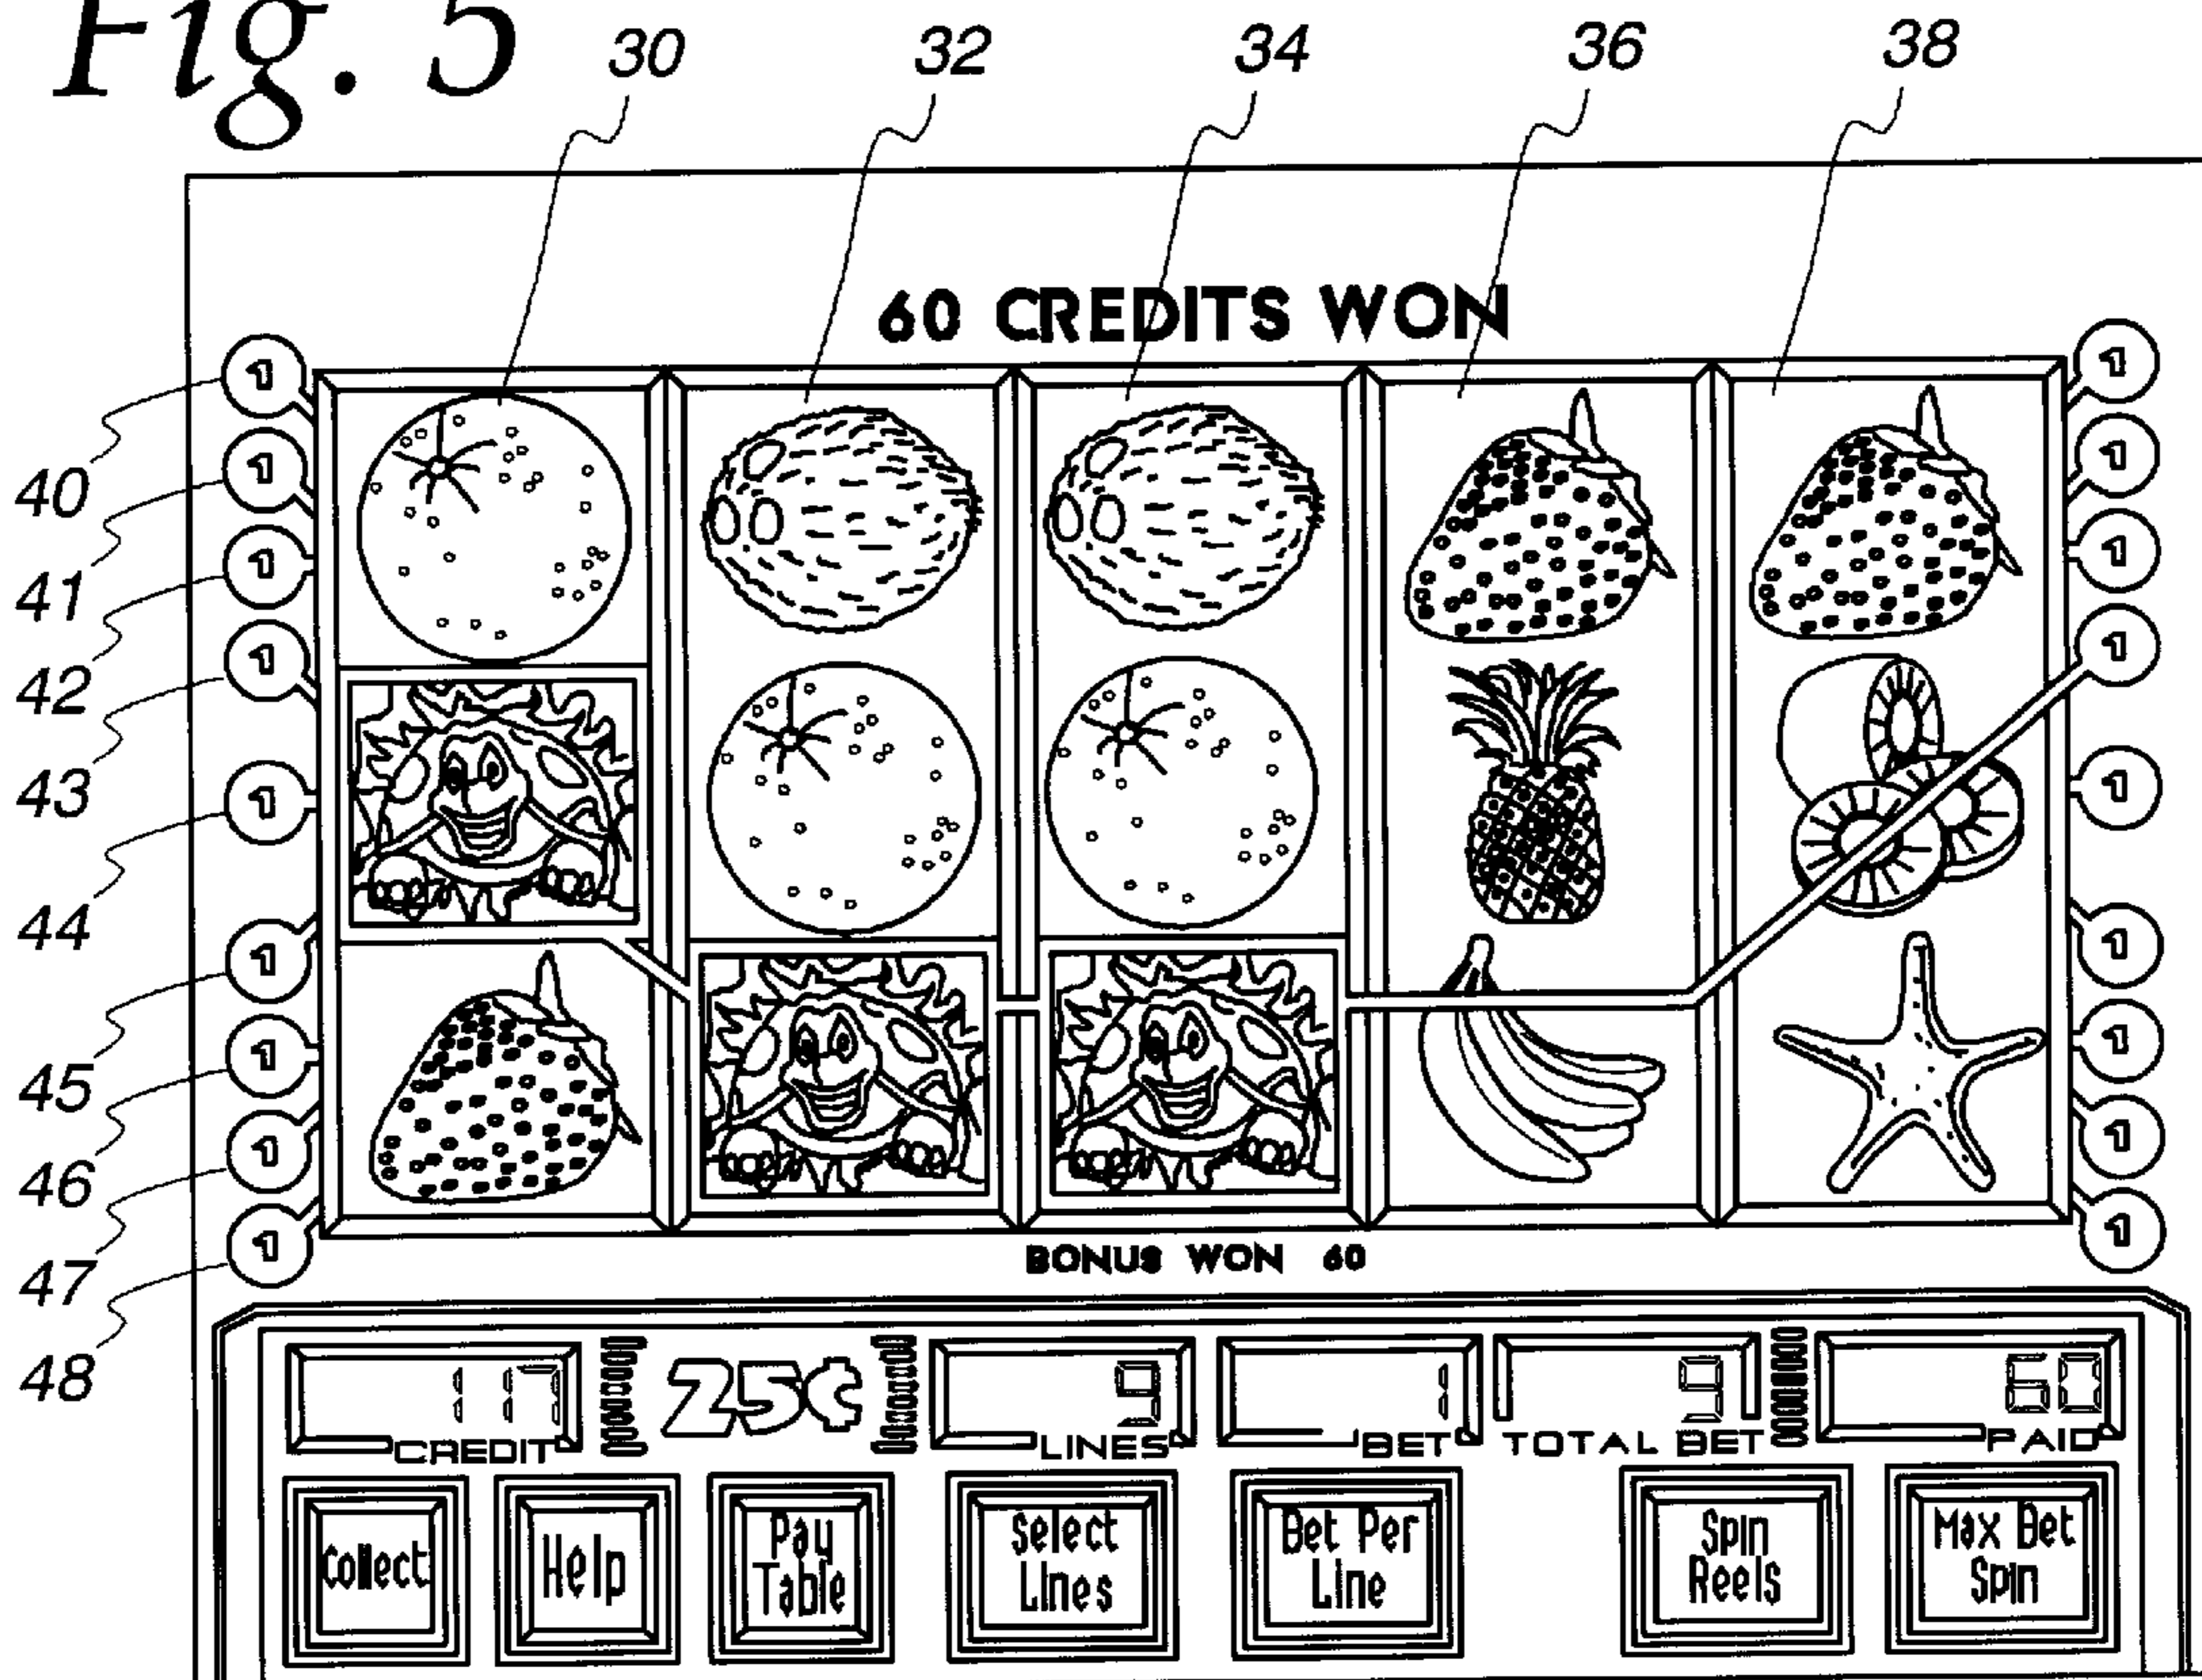 Fig. 5
30 32 34 36 38
60 CREDITS WON
1 1
40
1 1
41
1 1
42
1 1
43
1 1
44
1 1
45
1 1
46
1 1
47
1 1
48
BONUS WON 60
117 25¢ 9 1 9 60
CREDIT LINES BET TOTAL BET PAID
Collect Help Pay Table Select Lines Bet Per Line Spin Reels Max Bet Spin